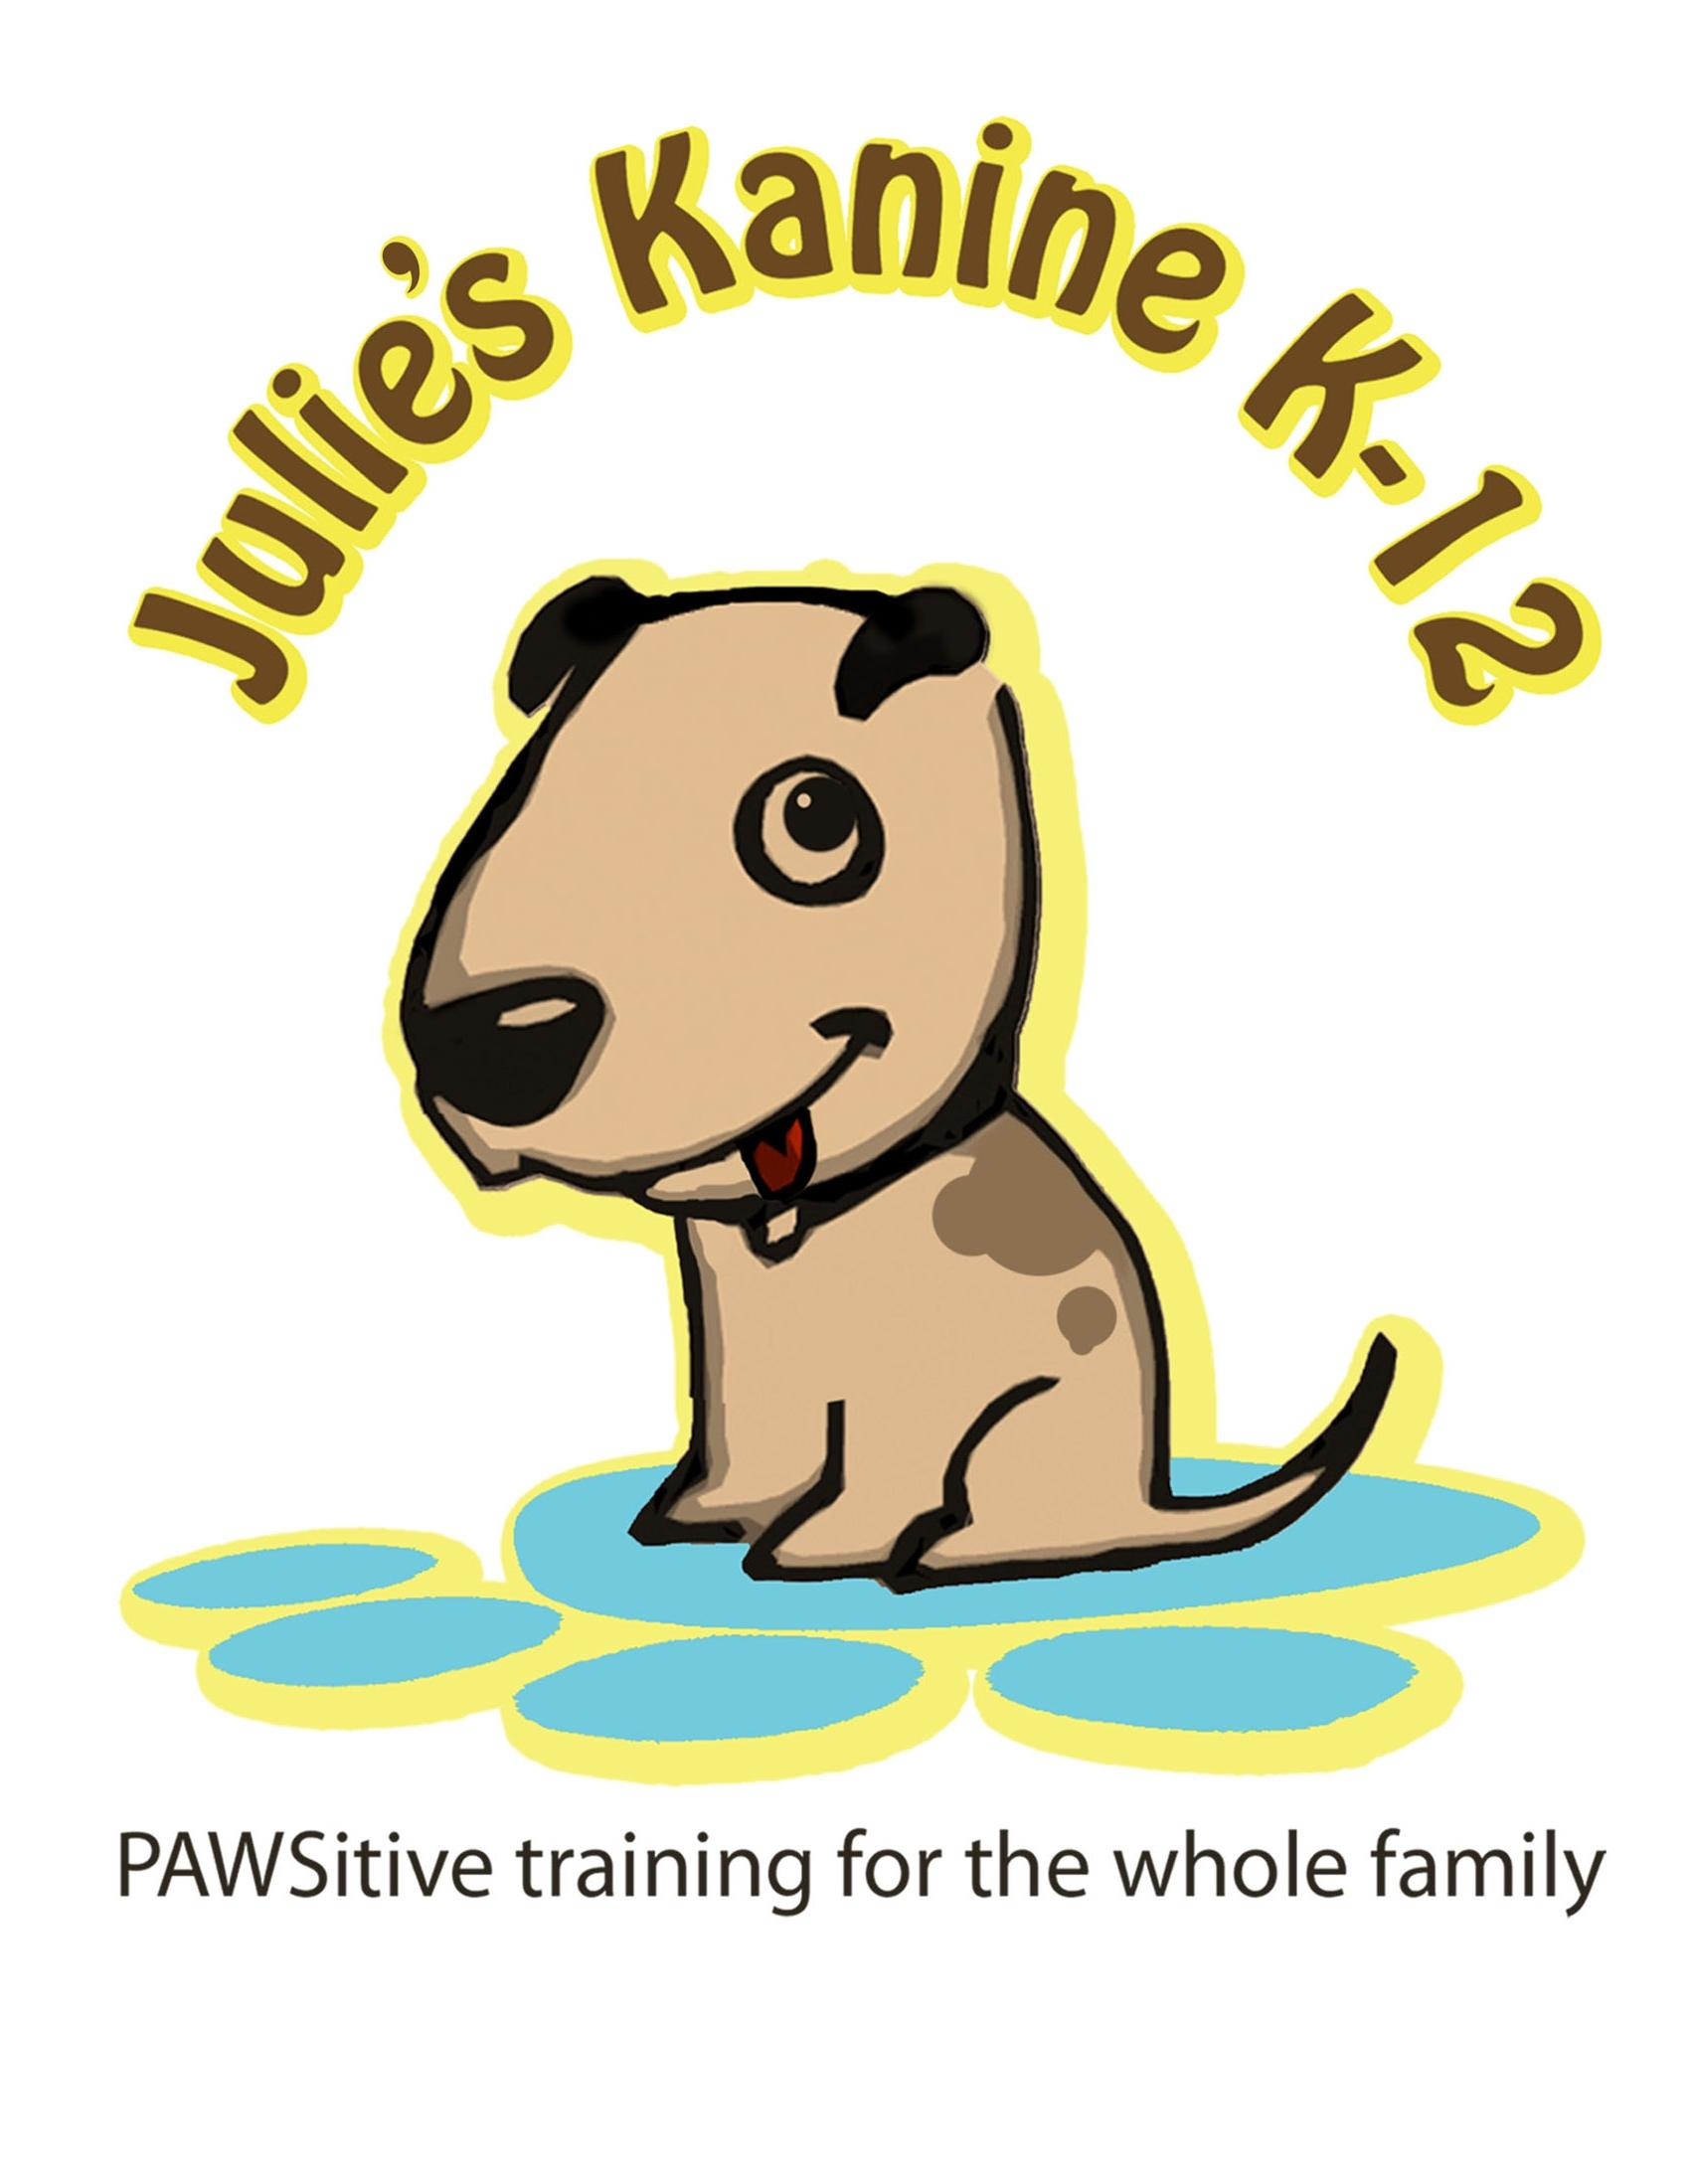 Julie's Kanine K-12
PAWSitive training for the whole family